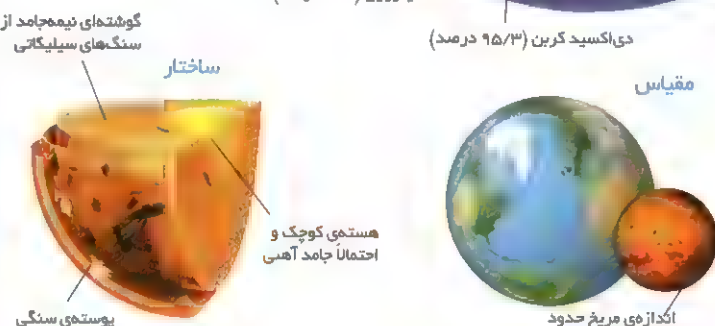 گوشته‌ای نیمه‌جامد از
سنگ‌های سیلیکاتی
دی‌اکسید کربن (۹۵/۳ درصد)
ساختار
مقیاس
هسته‌ی کوچک و
احتمالاً جامد آهنی
پوسته‌ی سنگی
اندازه‌ی مریخ حدود